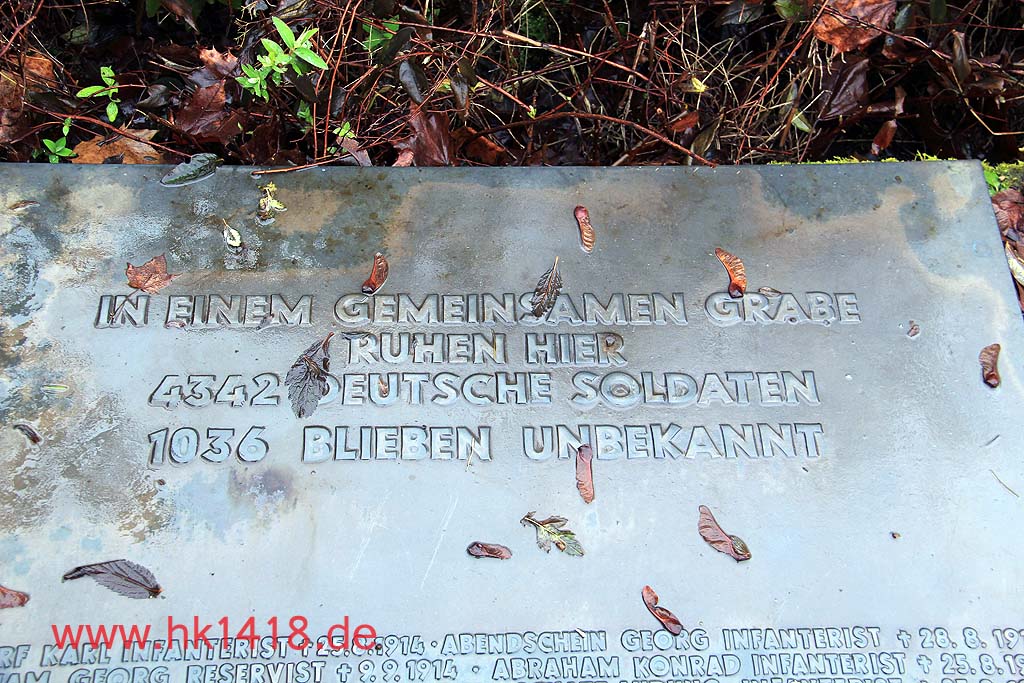 IN EINEM GEMEINSAMEN GRABE
RUHEN HIER
4342 DEUTSCHE SOLDATEN
1036 BLIEBEN UNBEKANNT
www.hk1418.de
KARL INFANTERIST 1914 · ABENDSCHEIN GEORG INFANTERIST ✝ 28. 8.
GEORG RESERVIST ✝ 9. 9. 1914 · ABRAHAM KONRAD INFANTERIST ✝ 25. 8.